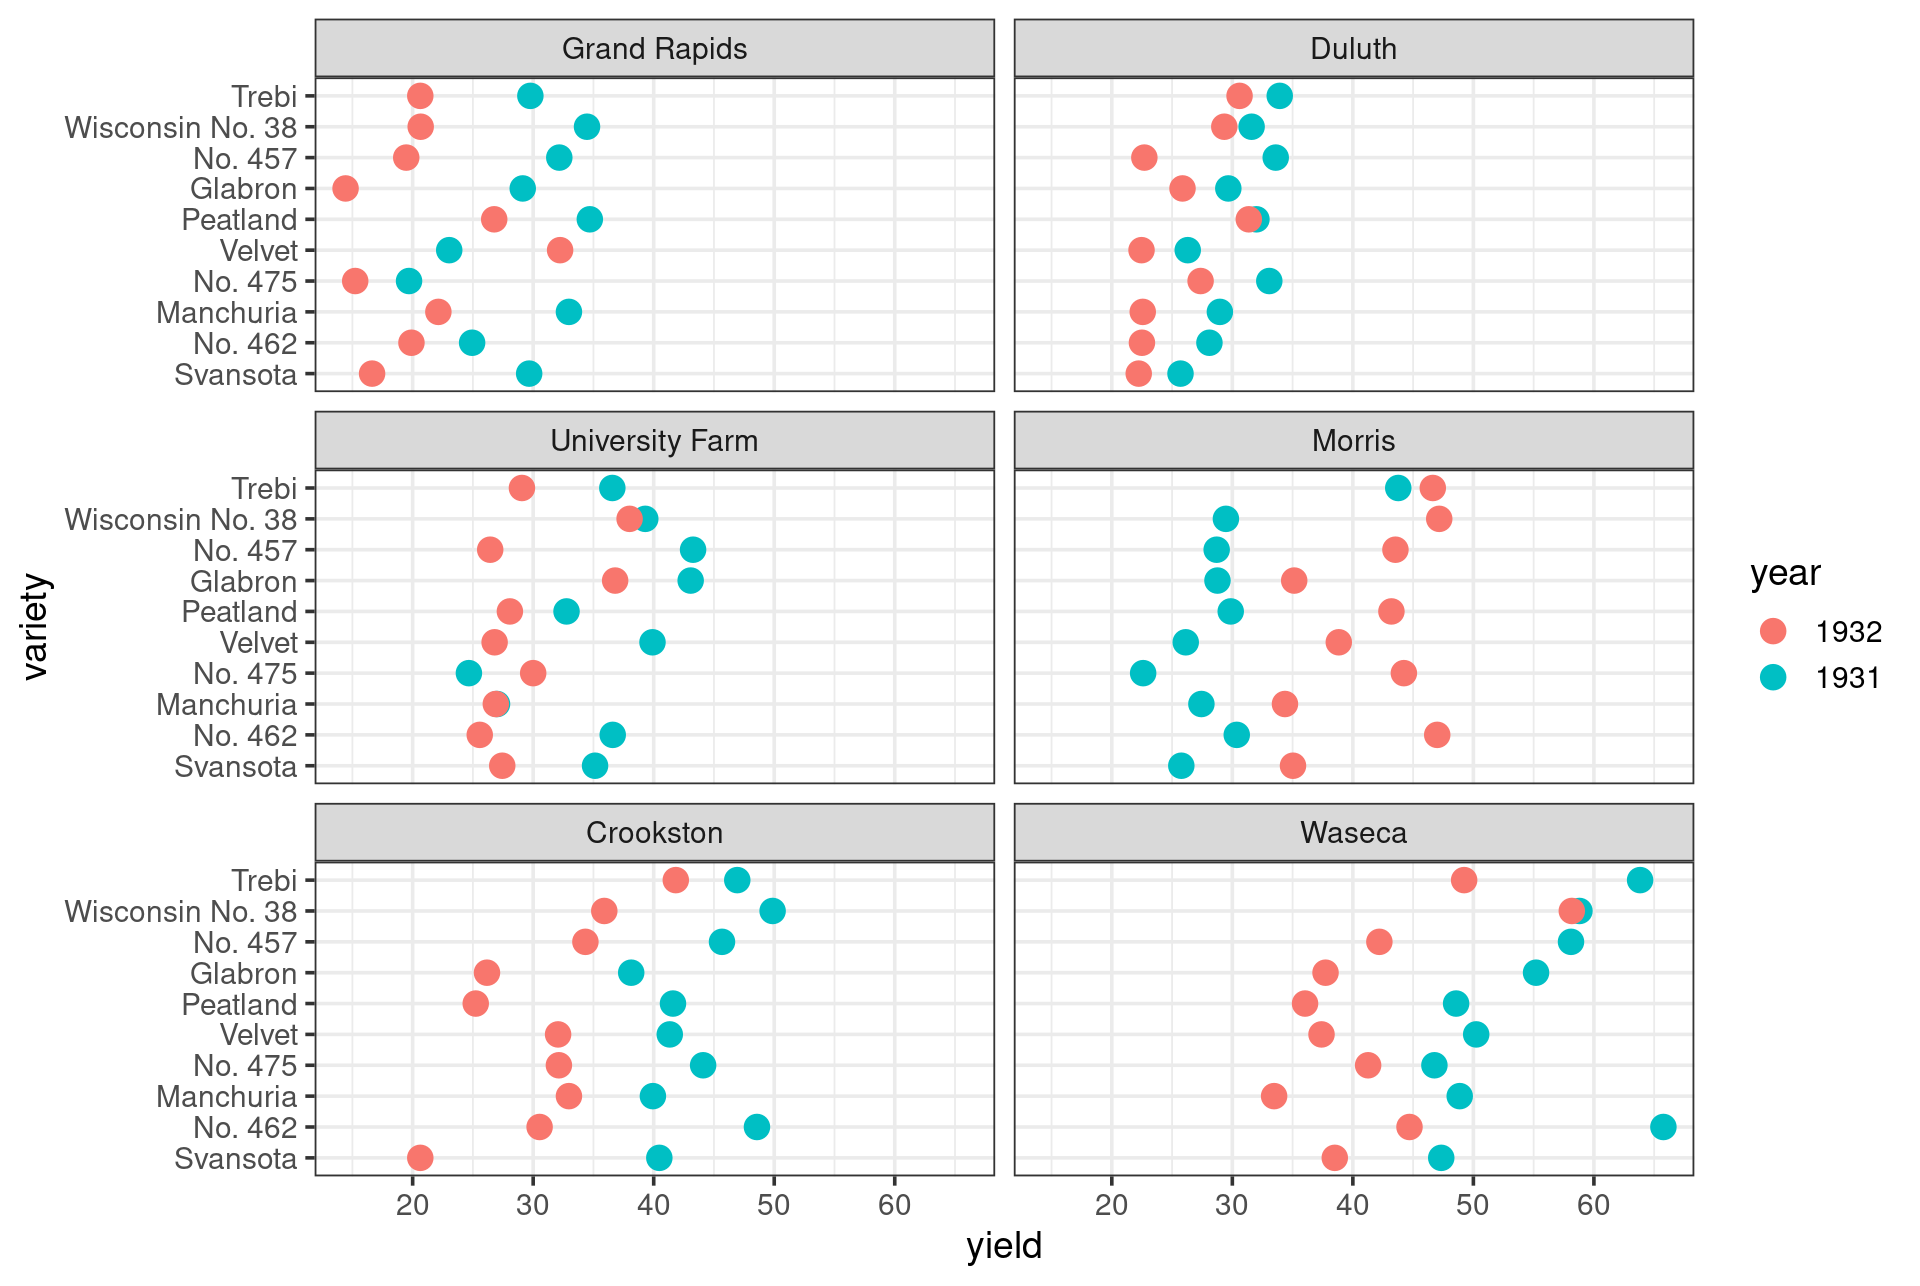 Grand Rapids
Duluth
Trebi
Wisconsin No. 38
No. 457
Glabron
Peatland
Velvet
No. 475
Manchuria
No. 462
Svansota
University Farm
Morris
Trebi
Wisconsin No. 38
No. 457
Glabron
Peatland
Velvet
No. 475
Manchuria
No. 462
Svansota
Crookston
Waseca
Trebi
Wisconsin No. 38
No. 457
Glabron
Peatland
Velvet
No. 475
Manchuria
No. 462
Svansota
20 30 40 50 60
20 30 40 50 60
yield
variety
year
1932
1931